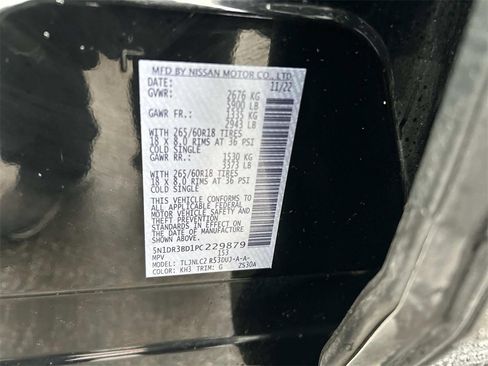 MFD BY NISSAN MOTOR CO., LTD
DATE: 11/22
GVWR: 2676 KG
5900 LB
GAWR FR.: 1335 KG
2943 LB
WITH 265/60R18 TIRES
18 X 8.0 RIMS AT 36 PSI
COLD SINGLE
GAWR RR.: 1530 KG
3373 LB
WITH 265/60R18 TIRES
18 X 8.0 RIMS AT 36 PSI
COLD SINGLE
THIS VEHICLE CONFORMS TO
ALL APPLICABLE FEDERAL
MOTOR VEHICLE SAFETY AND
THEFT PREVENTION
STANDARDS IN EFFECT ON
THE DATE OF MANUFACTURE
SHOWN ABOVE.
5N1DR3BD1PC229879
MPV 153
MODEL: TLJNLC2
COLOR: KH3 TRIM: G ZS30A